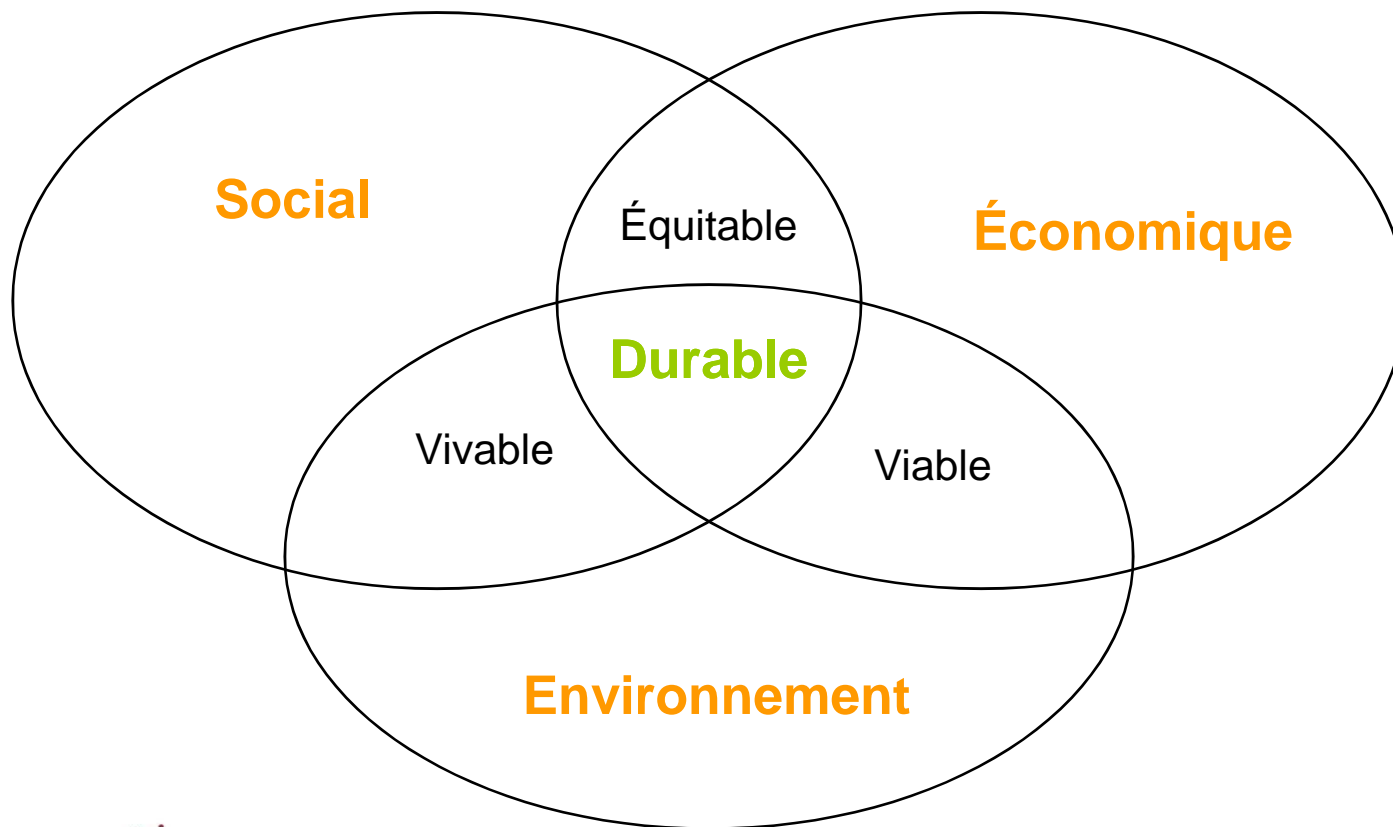 Social
Équitable
Économique
Durable
Vivable
Viable
Environnement